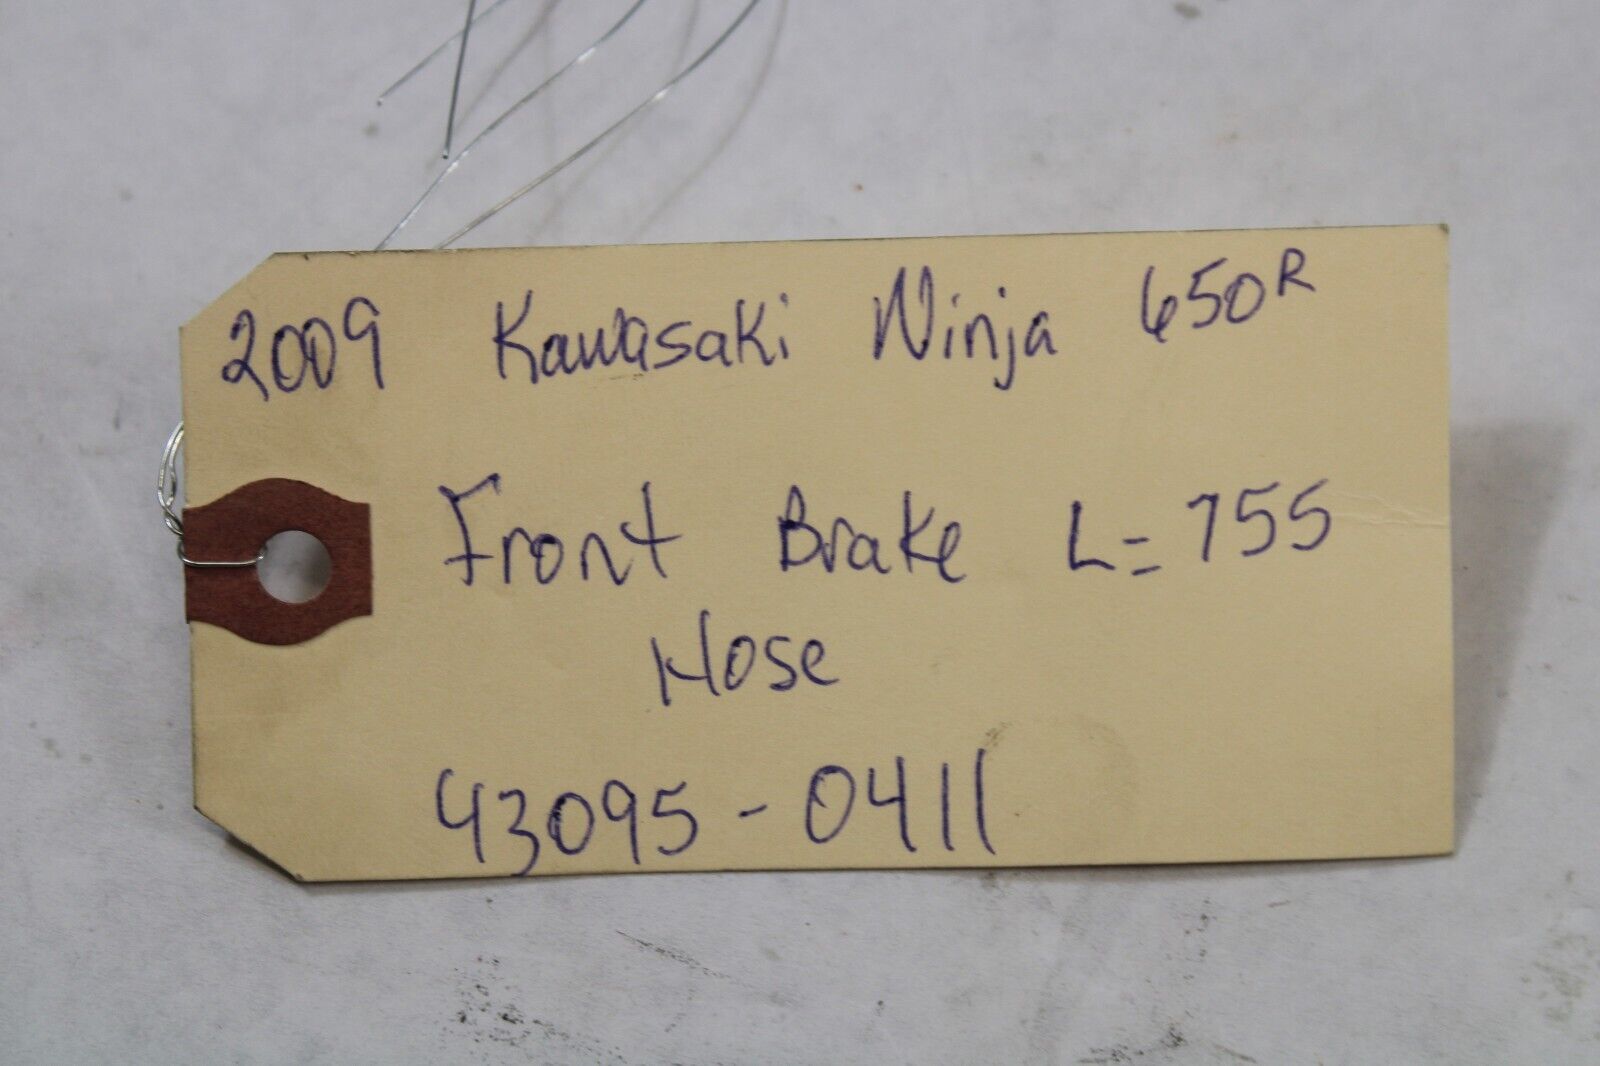 2009 Kawasaki Ninja 650R
Front Brake L=755
Hose
43095-0411